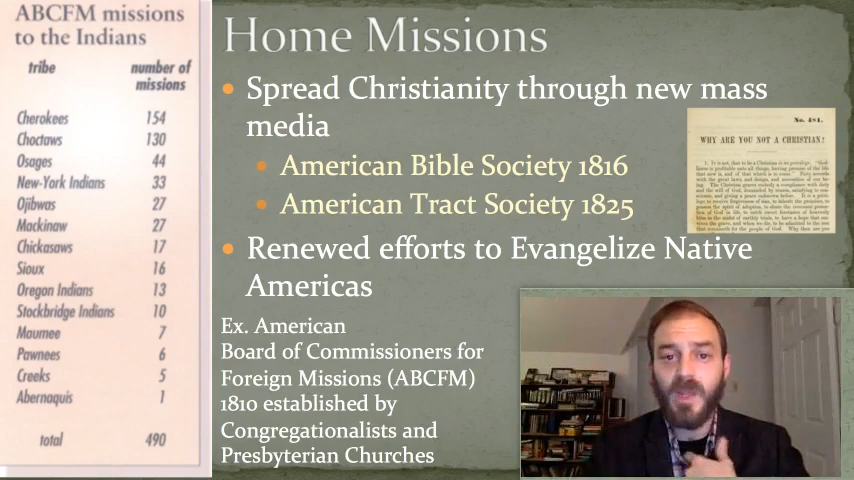 ABCFM missions
to the Indians
tribe number of
missions
Cherokees 154
Choctaws 130
Osages 44
New-York Indians 33
Ojibwas 27
Mackinaw 27
Chickasaws 17
Sioux 16
Oregon Indians 13
Stockbridge Indians 10
Maumee 7
Pawnees 6
Creeks 5
Abernaquis 1
total 490
Home Missions
Spread Christianity through new mass
media
American Bible Society 1816
American Tract Society 1825
Renewed efforts to Evangelize Native
Americas
Ex. American
Board of Commissioners for
Foreign Missions (ABCFM)
1810 established by
Congregationalists and
Presbyterian Churches
No. 481.
WHY ARE YOU NOT A CHRISTIAN?